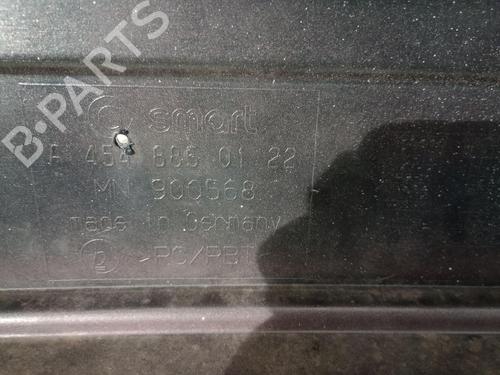 B-PARTS
smart
A 454 885 01 22
MN 900568
made in Germany
>PC/PBT